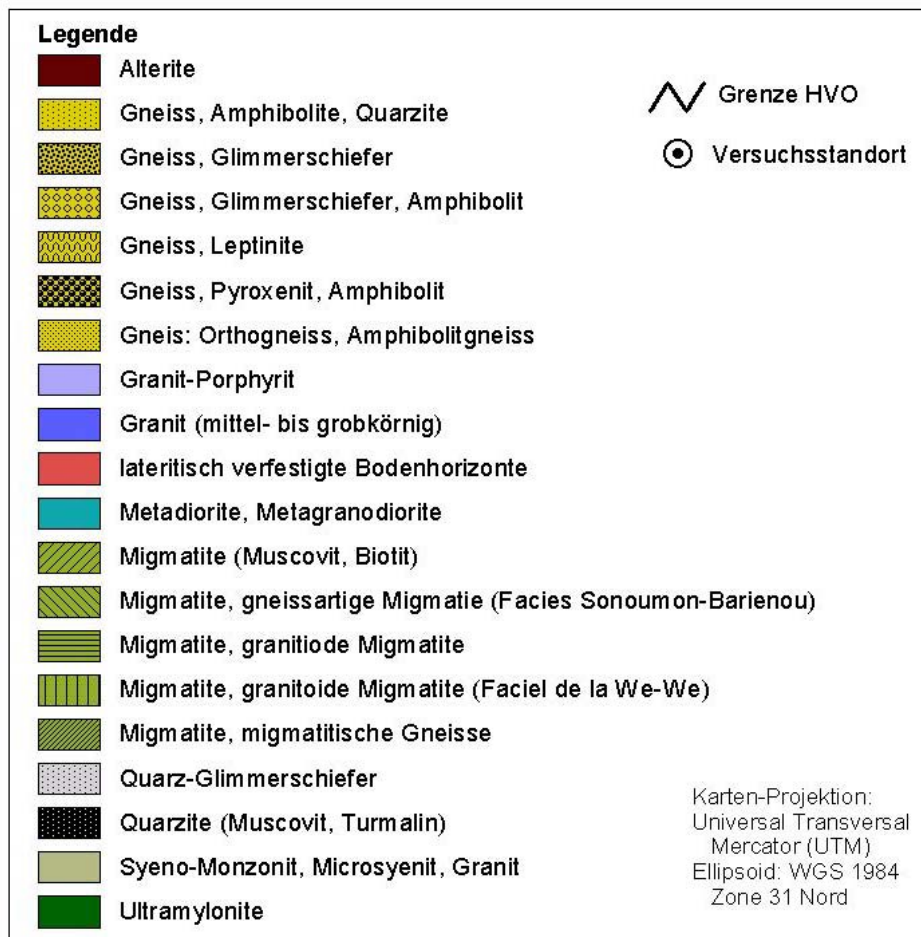 Legende
Alterite
Gneiss, Amphibolite, Quarzite
Gneiss, Glimmerschiefer
Gneiss, Glimmerschiefer, Amphibolit
Gneiss, Leptinite
Gneiss, Pyroxenit, Amphibolit
Gneis: Orthogneiss, Amphibolitgneiss
Granit-Porphyrit
Granit (mittel- bis grobkörnig)
lateritisch verfestigte Bodenhorizonte
Metadiorite, Metagranodiorite
Migmatite (Muscovit, Biotit)
Migmatite, gneissartige Migmatie (Facies Sonoumon-Barienou)
Migmatite, granitiode Migmatite
Migmatite, granitoide Migmatite (Faciel de la We-We)
Migmatite, migmatitische Gneisse
Quarz-Glimmerschiefer
Quarzite (Muscovit, Turmalin)
Syeno-Monzonit, Microsyenit, Granit
Ultramylonite
Grenze HVO
Versuchsstandort
Karten-Projektion:
Universal Transversal
Mercator (UTM)
Ellipsoid: WGS 1984
Zone 31 Nord